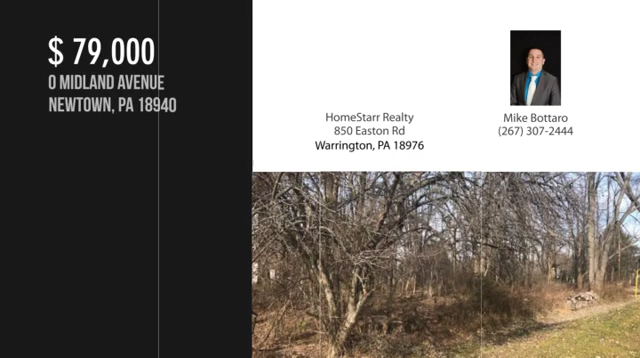 $ 79,000
0 MIDLAND AVENUE
NEWTOWN, PA 18940
HomeStarr Realty
850 Easton Rd
Warrington, PA 18976
Mike Bottaro
(267) 307-2444